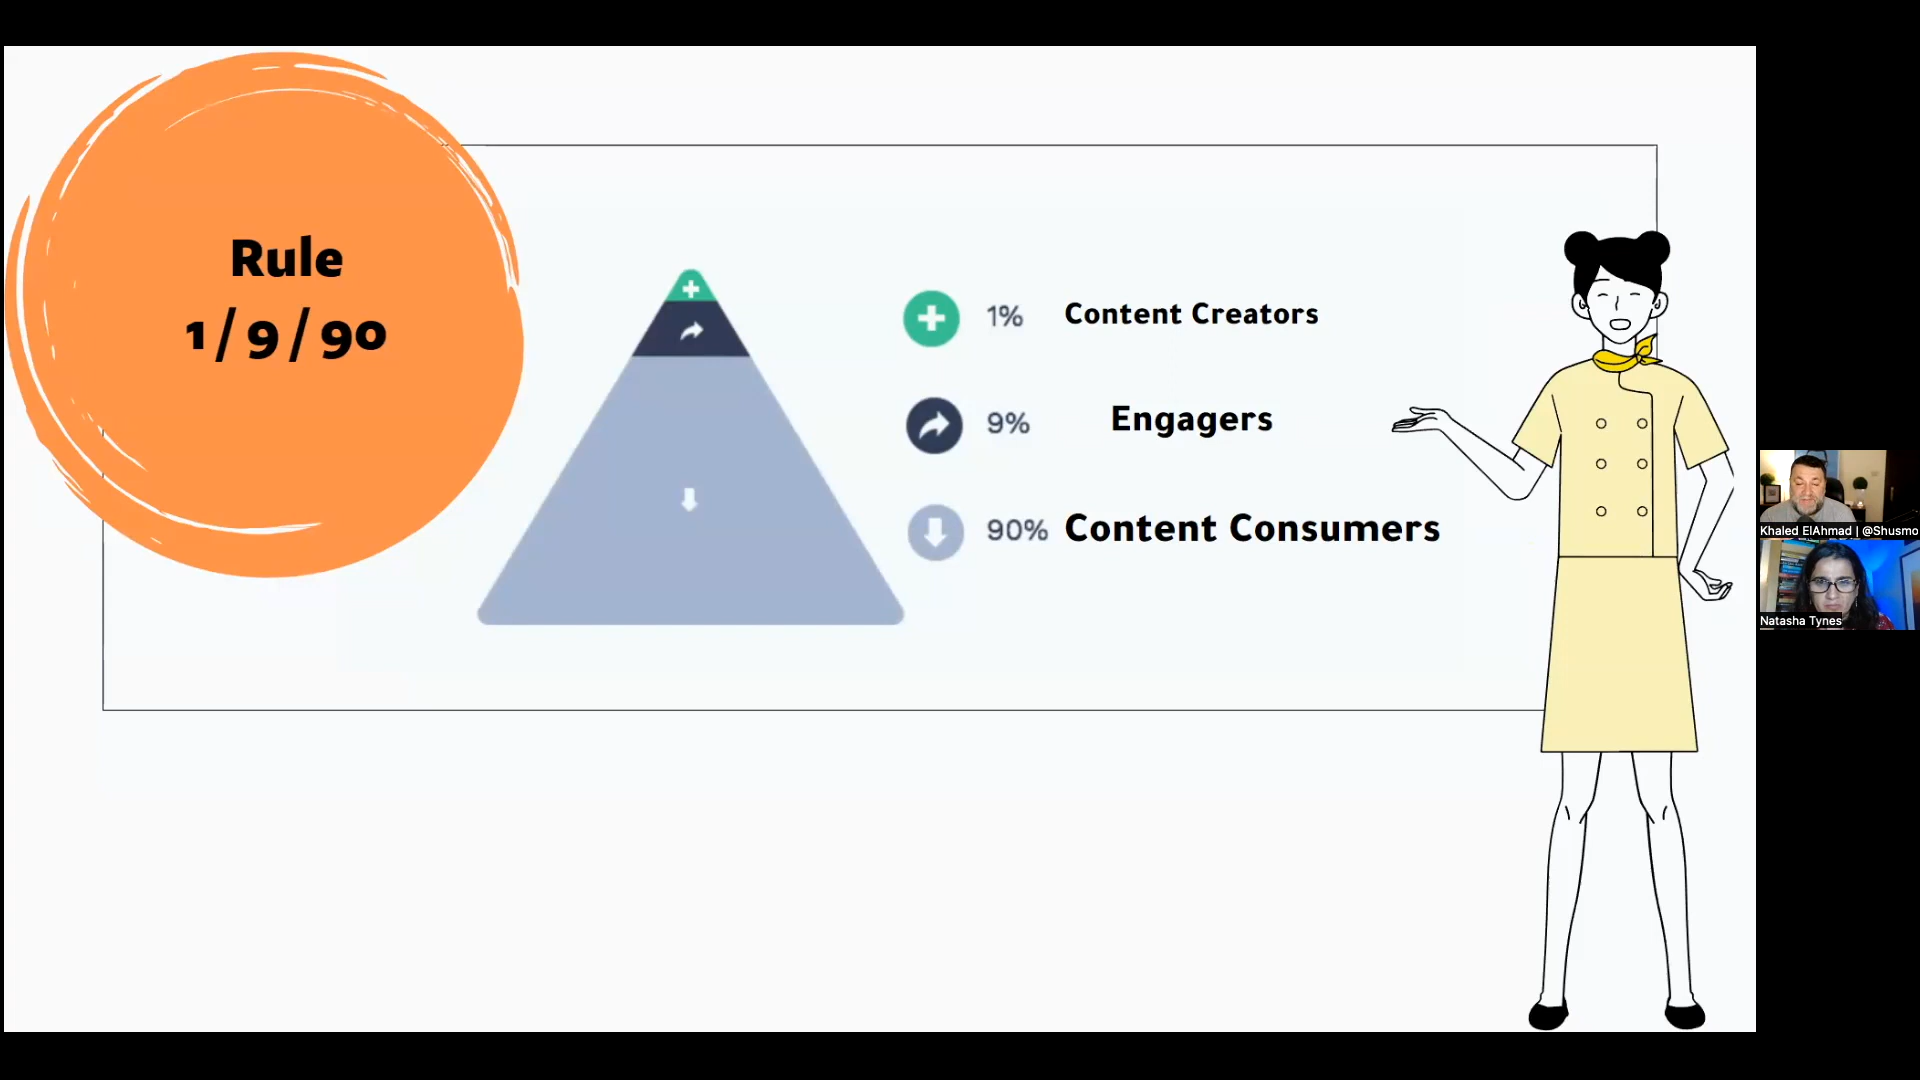 Rule
1 / 9 / 90
1% Content Creators
9% Engagers
90% Content Consumers
Khaled ElAhmad | @Shusmo
Natasha Tynes